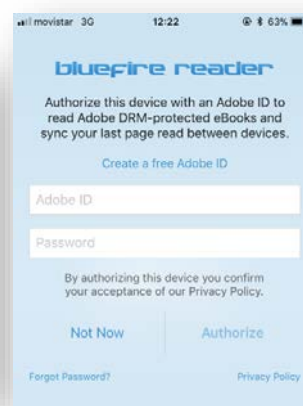 movistar 3G 12:22 63%
bluefire reader
Authorize this device with an Adobe ID to
read Adobe DRM-protected eBooks and
sync your last page read between devices.
Create a free Adobe ID
Adobe ID
Password
By authorizing this device you confirm
your acceptance of our Privacy Policy.
Not Now Authorize
Forgot Password? Privacy Policy